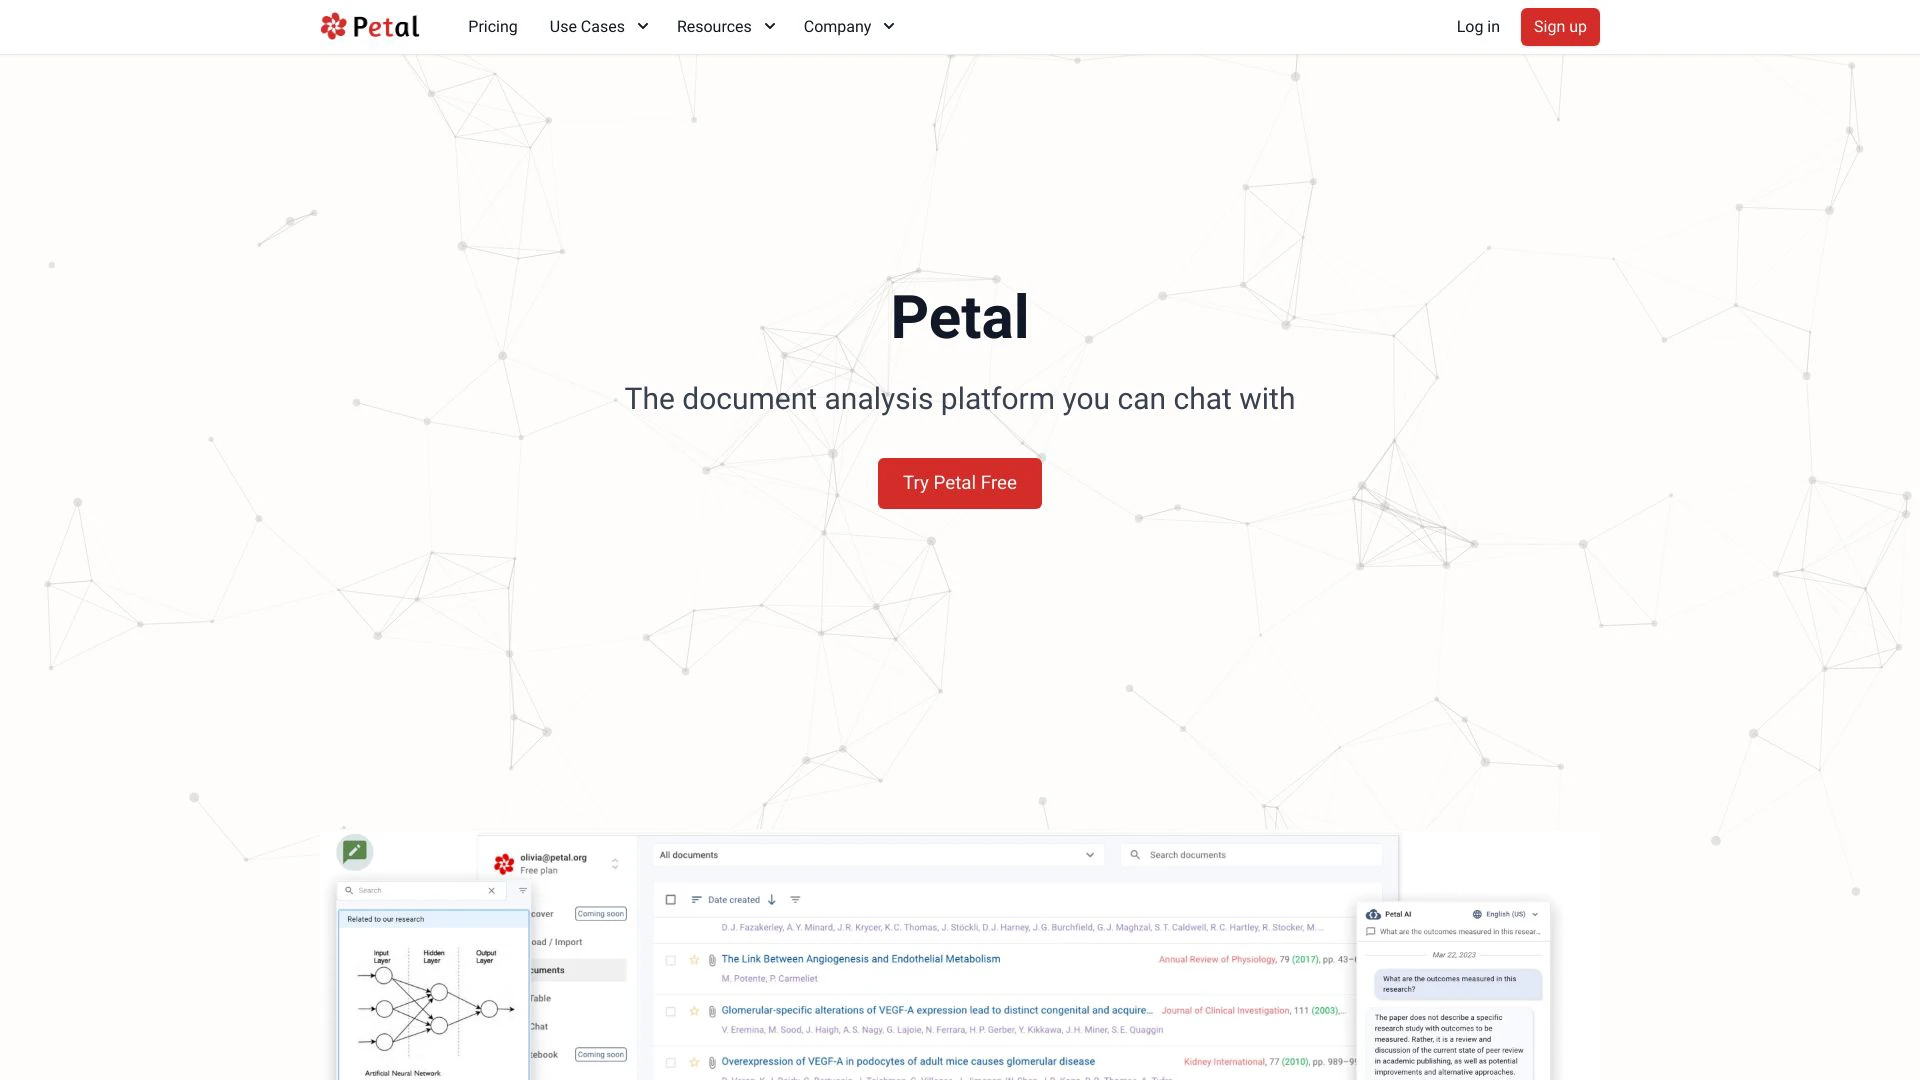 Petal
Pricing
Use Cases
Resources
Company
Log in
Sign up
Petal
The document analysis platform you can chat with
Try Petal Free
olivia@petal.org
Free plan
All documents
Search documents
Search
Related to our research
Input Layer
Hidden Layer
Output Layer
Artificial Neural Network
cover
Coming soon
oad / Import
cuments
Table
Chat
tebook
Coming soon
Date created
D.J. Fazakerley, A.Y. Minard, J.R. Krycer, K.C. Thomas, J. Stöckli, D.J. Harney, J.G. Burchfield, G.J. Maghzal, S.T. Caldwell, R.C. Hartley, R. Stocker, M....
The Link Between Angiogenesis and Endothelial Metabolism
Annual Review of Physiology, 79 (2017), pp. 43–
M. Potente, P. Carmeliet
Glomerular-specific alterations of VEGF-A expression lead to distinct congenital and acquire...
Journal of Clinical Investigation, 111 (2003),...
V. Eremina, M. Sood, J. Haigh, A.S. Nagy, G. Lajoie, N. Ferrara, H.P. Gerber, Y. Kikkawa, J.H. Miner, S.E. Quaggin
Overexpression of VEGF-A in podocytes of adult mice causes glomerular disease
Kidney International, 77 (2010), pp. 989–
Petal AI
English (US)
What are the outcomes measured in this resear...
Mar 22, 2023
What are the outcomes measured in this
research?
The paper does not describe a specific
research study with outcomes to be
measured. Rather, it is a review and
discussion of the current state of peer review
in academic publishing, as well as potential
improvements and alternative approaches.